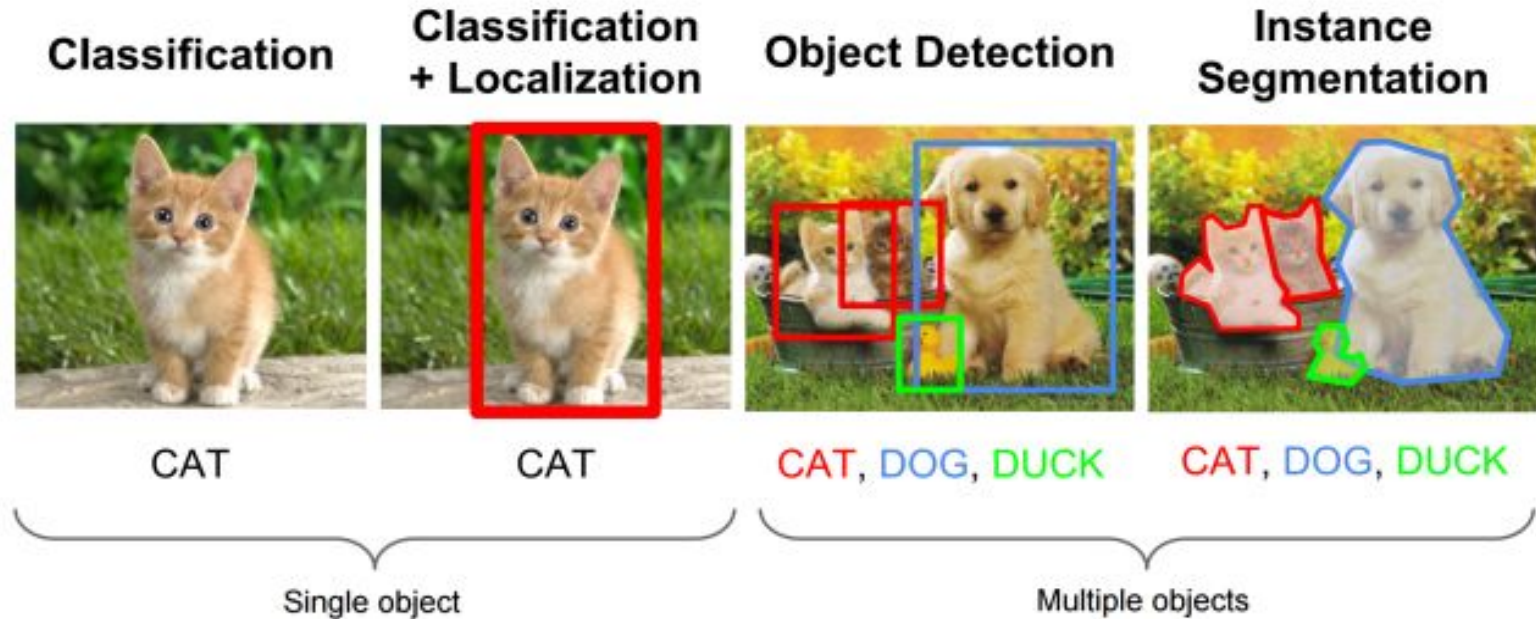 Classification
Classification
+ Localization
Object Detection
Instance
Segmentation
CAT
CAT
CAT, DOG, DUCK
CAT, DOG, DUCK
Single object
Multiple objects